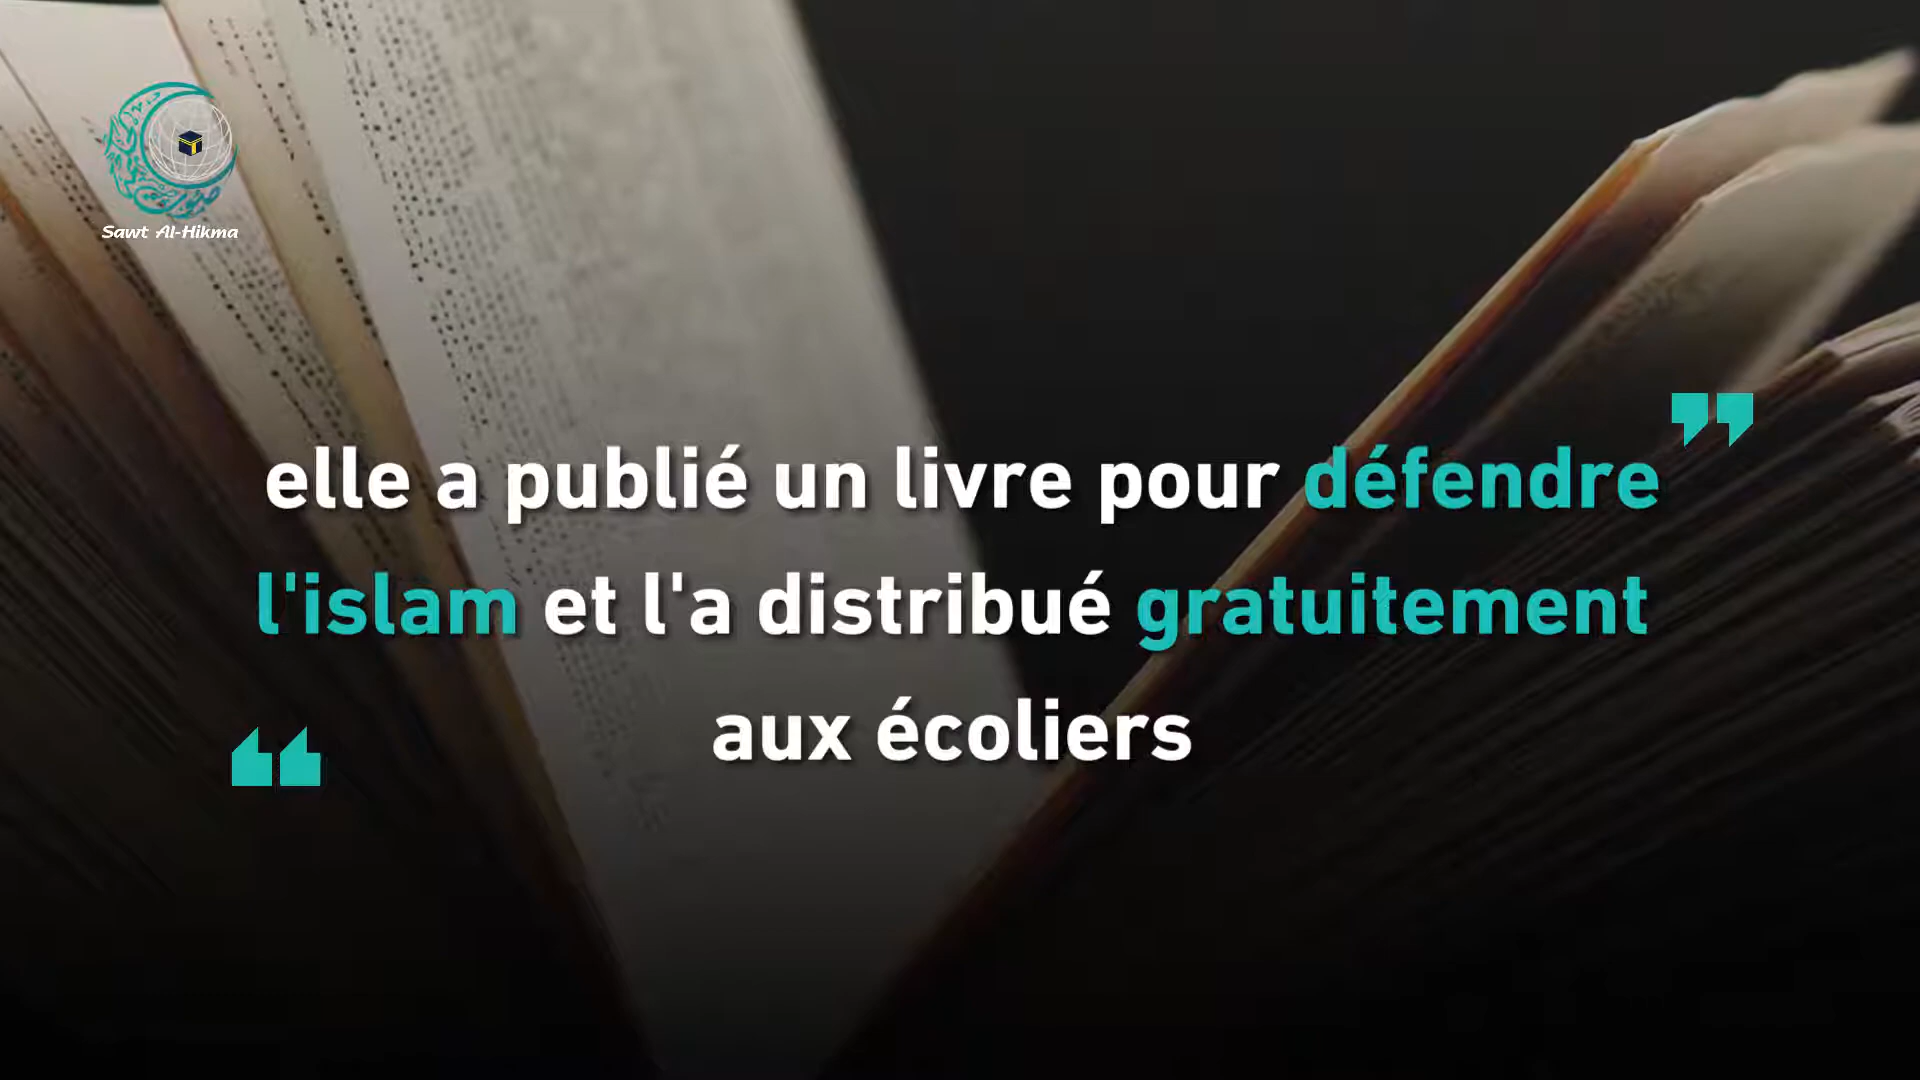 Sawt Al-Hikma
elle a publié un livre pour défendre
l'islam et l'a distribué gratuitement
aux écoliers